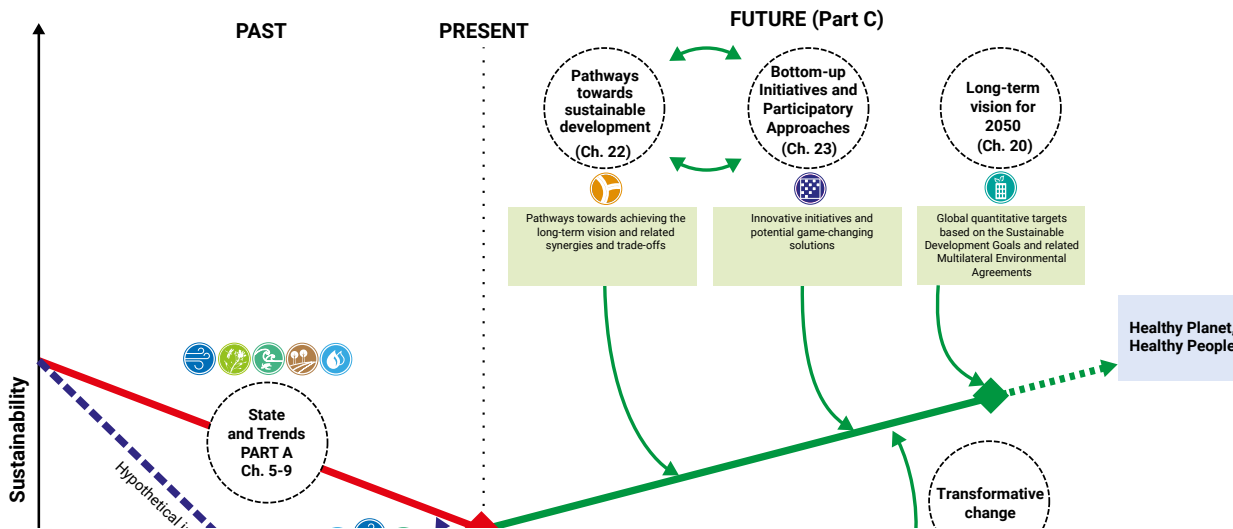 PAST
PRESENT
FUTURE (Part C)
Pathways
towards
sustainable
development
(Ch. 22)
Bottom-up
Initiatives and
Participatory
Approaches
(Ch. 23)
Long-term
vision for
2050
(Ch. 20)
Pathways towards achieving the
long-term vision and related
synergies and trade-offs
Innovative initiatives and
potential game-changing
solutions
Global quantitative targets
based on the Sustainable
Development Goals and related
Multilateral Environmental
Agreements
Healthy Planet,
Healthy People
Sustainability
State
and Trends
PART A
Ch. 5-9
Hypothetical
Transformative
change